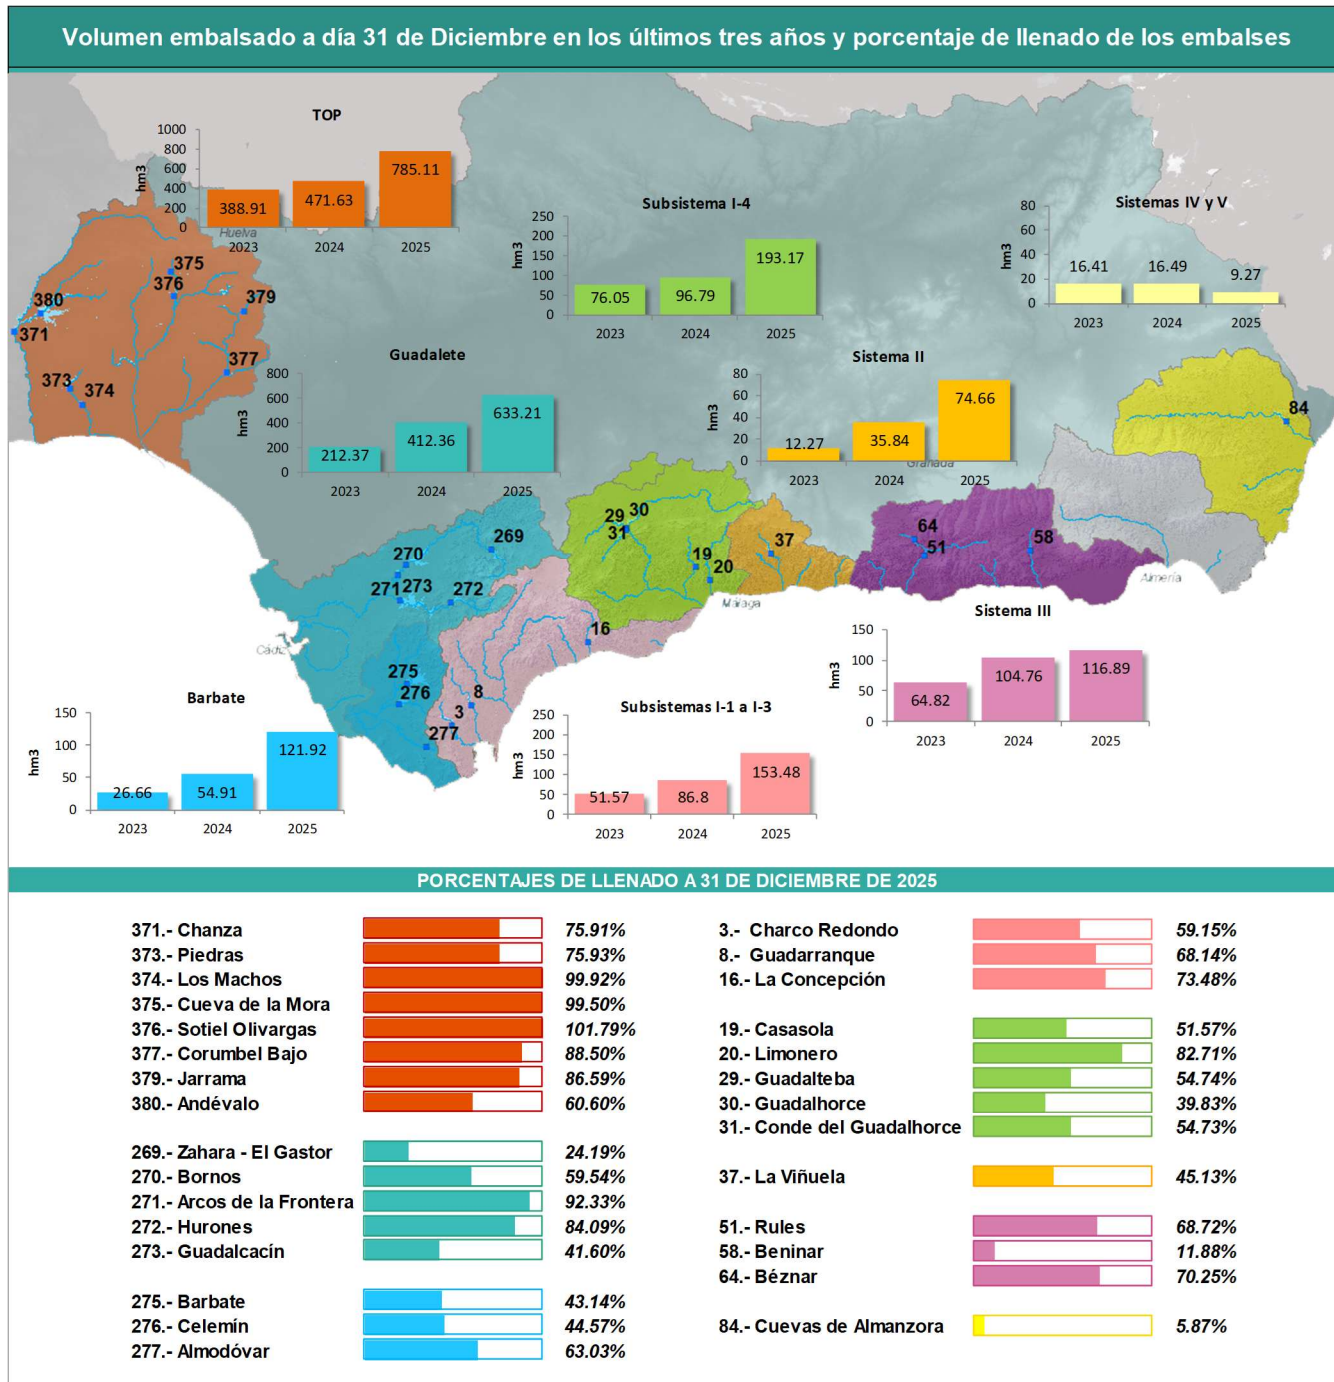 Volumen embalsado a día 31 de Diciembre en los últimos tres años y porcentaje de llenado de los embalses
TOP
hm3
1000
800
600
400
200
0
388.91
471.63
785.11
2023
2024
2025
Huelva
Subsistema I-4
hm3
250
200
150
100
50
0
76.05
96.79
193.17
2023
2024
2025
Sistemas IV y V
hm3
80
60
40
20
0
16.41
16.49
9.27
2023
2024
2025
Guadalete
hm3
800
600
400
200
0
212.37
412.36
633.21
2023
2024
2025
Sistema II
hm3
80
60
40
20
0
12.27
35.84
74.66
2023
2024
2025
Granada
375
376
380
379
371
377
373
374
84
29
30
31
19
20
37
64
51
58
270
269
271
273
272
16
275
276
8
3
277
Cádiz
Málaga
Almería
Barbate
hm3
150
100
50
0
26.66
54.91
121.92
2023
2024
2025
Subsistemas I-1 a I-3
hm3
250
200
150
100
50
0
51.57
86.8
153.48
2023
2024
2025
Sistema III
hm3
150
100
50
0
64.82
104.76
116.89
2023
2024
2025
PORCENTAJES DE LLENADO A 31 DE DICIEMBRE DE 2025
371.- Chanza 75.91%
373.- Piedras 75.93%
374.- Los Machos 99.92%
375.- Cueva de la Mora 99.50%
376.- Sotiel Olivargas 101.79%
377.- Corumbel Bajo 88.50%
379.- Jarrama 86.59%
380.- Andévalo 60.60%
269.- Zahara - El Gastor 24.19%
270.- Bornos 59.54%
271.- Arcos de la Frontera 92.33%
272.- Hurones 84.09%
273.- Guadalcacín 41.60%
275.- Barbate 43.14%
276.- Celemín 44.57%
277.- Almodóvar 63.03%
3.- Charco Redondo 59.15%
8.- Guadarranque 68.14%
16.- La Concepción 73.48%
19.- Casasola 51.57%
20.- Limonero 82.71%
29.- Guadalteba 54.74%
30.- Guadalhorce 39.83%
31.- Conde del Guadalhorce 54.73%
37.- La Viñuela 45.13%
51.- Rules 68.72%
58.- Beninar 11.88%
64.- Béznar 70.25%
84.- Cuevas de Almanzora 5.87%